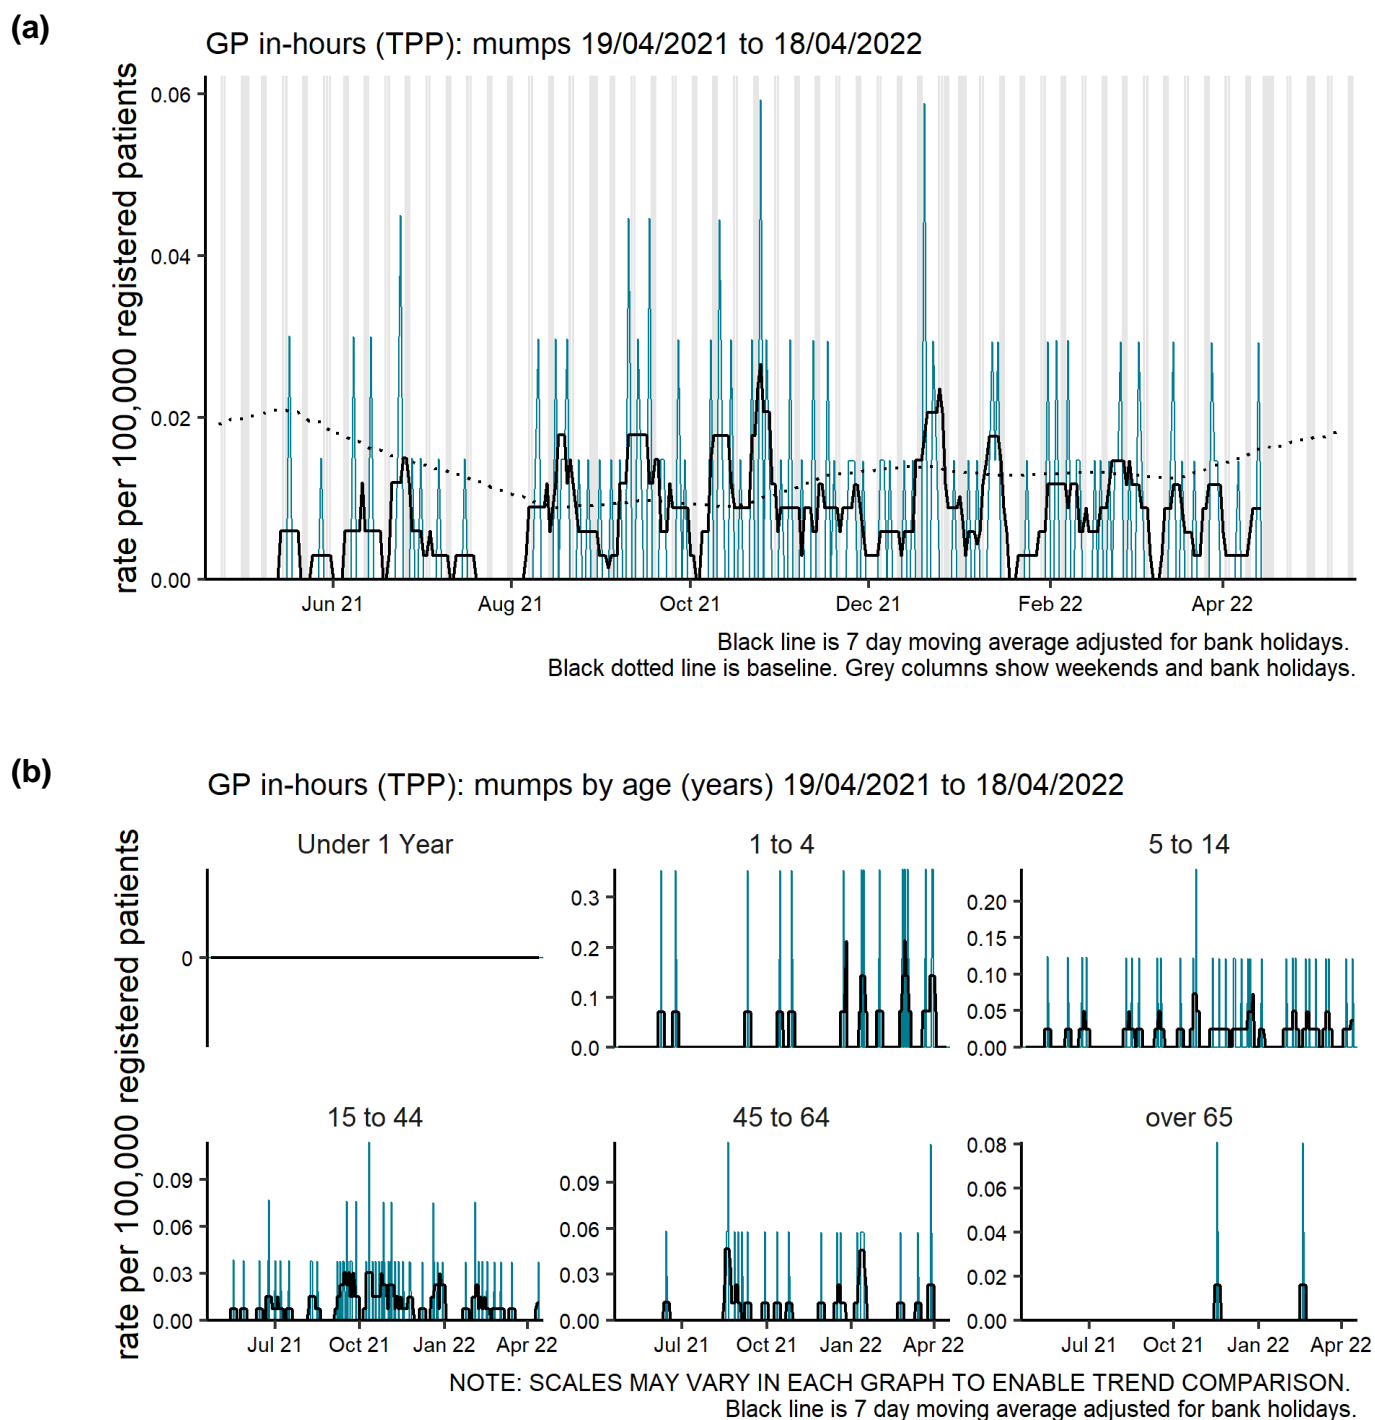 (a)
GP in-hours (TPP): mumps 19/04/2021 to 18/04/2022
rate per 100,000 registered patients
0.06
0.04
0.02
0.00
Jun 21 Aug 21 Oct 21 Dec 21 Feb 22 Apr 22
Black line is 7 day moving average adjusted for bank holidays.
Black dotted line is baseline. Grey columns show weekends and bank holidays.
(b)
GP in-hours (TPP): mumps by age (years) 19/04/2021 to 18/04/2022
rate per 100,000 registered patients
Under 1 Year
0
1 to 4
0.3
0.2
0.1
0.0
5 to 14
0.20
0.15
0.10
0.05
0.00
15 to 44
0.09
0.06
0.03
0.00
Jul 21 Oct 21 Jan 22 Apr 22
45 to 64
0.09
0.06
0.03
0.00
Jul 21 Oct 21 Jan 22 Apr 22
over 65
0.08
0.06
0.04
0.02
0.00
Jul 21 Oct 21 Jan 22 Apr 22
NOTE: SCALES MAY VARY IN EACH GRAPH TO ENABLE TREND COMPARISON.
Black line is 7 day moving average adjusted for bank holidays.